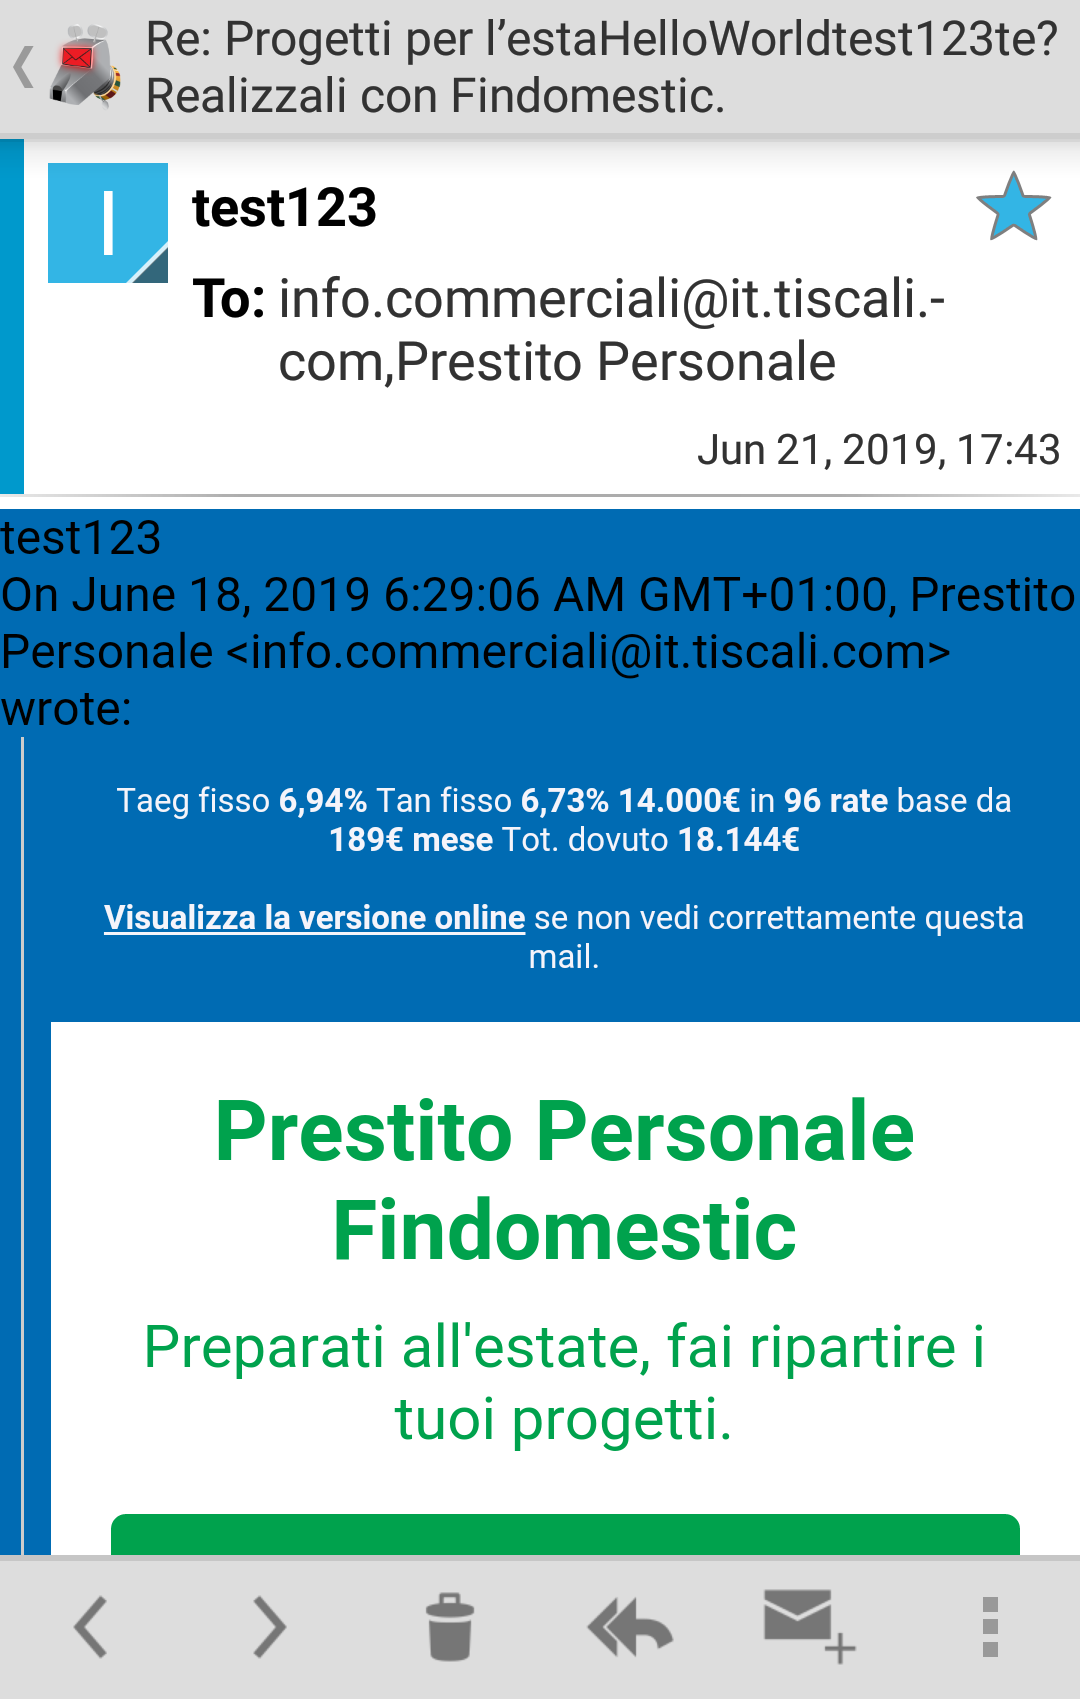 Re: Progetti per l’estaHelloWorldtest123te?
Realizzali con Findomestic.
I
test123
To: info.commerciali@it.tiscali.-
com,Prestito Personale
Jun 21, 2019, 17:43
test123
On June 18, 2019 6:29:06 AM GMT+01:00, Prestito
Personale <info.commerciali@it.tiscali.com>
wrote:
Taeg fisso 6,94% Tan fisso 6,73% 14.000€ in 96 rate base da
189€ mese Tot. dovuto 18.144€
Visualizza la versione online se non vedi correttamente questa
mail.
Prestito Personale
Findomestic
Preparati all'estate, fai ripartire i
tuoi progetti.